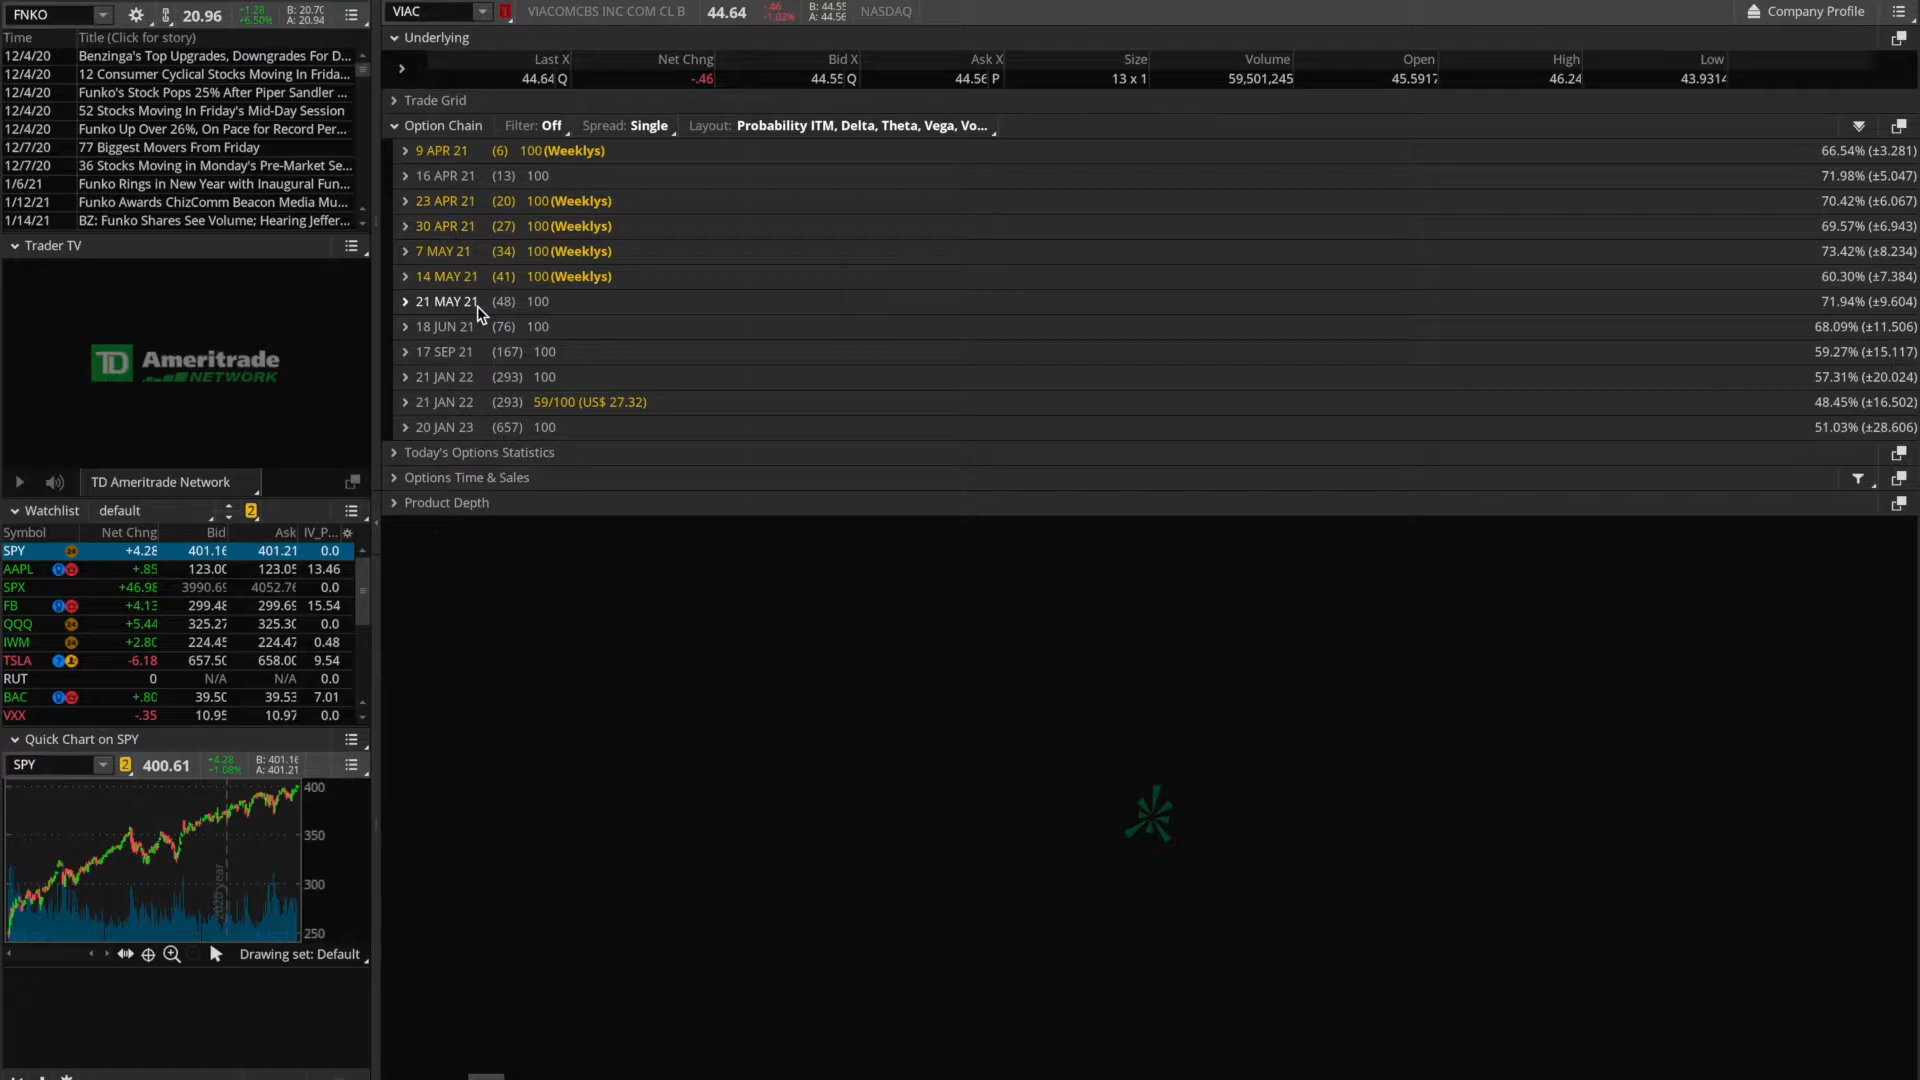 FNKO 20.96 +1.28 +6.50% B: 20.70 A: 20.94
Time Title (Click for story)
12/4/20 Benzinga's Top Upgrades, Downgrades For D...
12/4/20 12 Consumer Cyclical Stocks Moving In Frida...
12/4/20 Funko's Stock Pops 25% After Piper Sandler ...
12/4/20 52 Stocks Moving In Friday's Mid-Day Session
12/4/20 Funko Up Over 26%, On Pace for Record Per...
12/7/20 77 Biggest Movers From Friday
12/7/20 36 Stocks Moving in Monday's Pre-Market Se...
1/6/21 Funko Rings in New Year with Inaugural Fun...
1/12/21 Funko Awards ChizComm Beacon Media Mu...
1/14/21 BZ: Funko Shares See Volume; Hearing Jeffer...
Trader TV
TD Ameritrade
NETWORK
TD Ameritrade Network
Watchlist default 2
Symbol Net Chng Bid Ask IV_P...
SPY 24 +4.28 401.16 401.21 0.0
AAPL +.85 123.00 123.05 13.46
SPX +46.98 3990.69 4052.76 0.0
FB +4.13 299.48 299.69 15.54
QQQ 24 +5.44 325.27 325.30 0.0
IWM 24 +2.80 224.45 224.47 0.48
TSLA -6.18 657.50 658.00 9.54
RUT 0 N/A N/A 0.0
BAC +.80 39.50 39.53 7.01
VXX -.35 10.95 10.97 0.0
Quick Chart on SPY
SPY 2 400.61 +4.28 +1.08% B: 401.16 A: 401.21
400
350
300
250
2020 year
Drawing set: Default
VIAC 1 VIACOMCBS INC COM CL B 44.64 -.46 -1.02% B: 44.55 A: 44.56 NASDAQ Company Profile
Underlying
Last X Net Chng Bid X Ask X Size Volume Open High Low
44.64 Q -.46 44.55 Q 44.56 P 13 x 1 59,501,245 45.5917 46.24 43.9314
Trade Grid
Option Chain Filter: Off Spread: Single Layout: Probability ITM, Delta, Theta, Vega, Vo...
9 APR 21 (6) 100 (Weeklys) 66.54% (±3.281)
16 APR 21 (13) 100 71.98% (±5.047)
23 APR 21 (20) 100 (Weeklys) 70.42% (±6.067)
30 APR 21 (27) 100 (Weeklys) 69.57% (±6.943)
7 MAY 21 (34) 100 (Weeklys) 73.42% (±8.234)
14 MAY 21 (41) 100 (Weeklys) 60.30% (±7.384)
21 MAY 21 (48) 100 71.94% (±9.604)
18 JUN 21 (76) 100 68.09% (±11.506)
17 SEP 21 (167) 100 59.27% (±15.117)
21 JAN 22 (293) 100 57.31% (±20.024)
21 JAN 22 (293) 59/100 (US$ 27.32) 48.45% (±16.502)
20 JAN 23 (657) 100 51.03% (±28.606)
Today's Options Statistics
Options Time & Sales
Product Depth